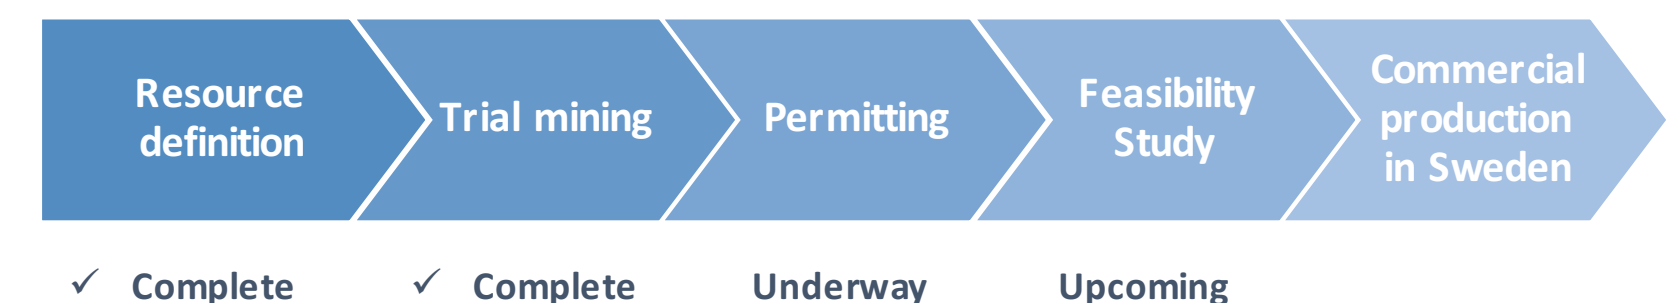 Resource
definition
Trial mining
Permitting
Feasibility
Study
Commercial
production
in Sweden
✓ Complete
✓ Complete
Underway
Upcoming